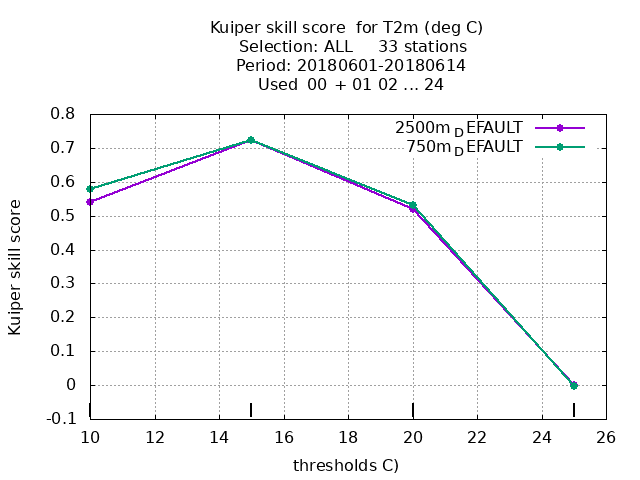 Kuiper skill score  for T2m (deg C)
Selection: ALL     33 stations
Period: 20180601-20180614
Used  00 + 01 02 ... 24
2500m_DEFAULT
750m_DEFAULT
Kuiper skill score
0.8
0.7
0.6
0.5
0.4
0.3
0.2
0.1
0
-0.1
10 12 14 16 18 20 22 24 26
thresholds C)